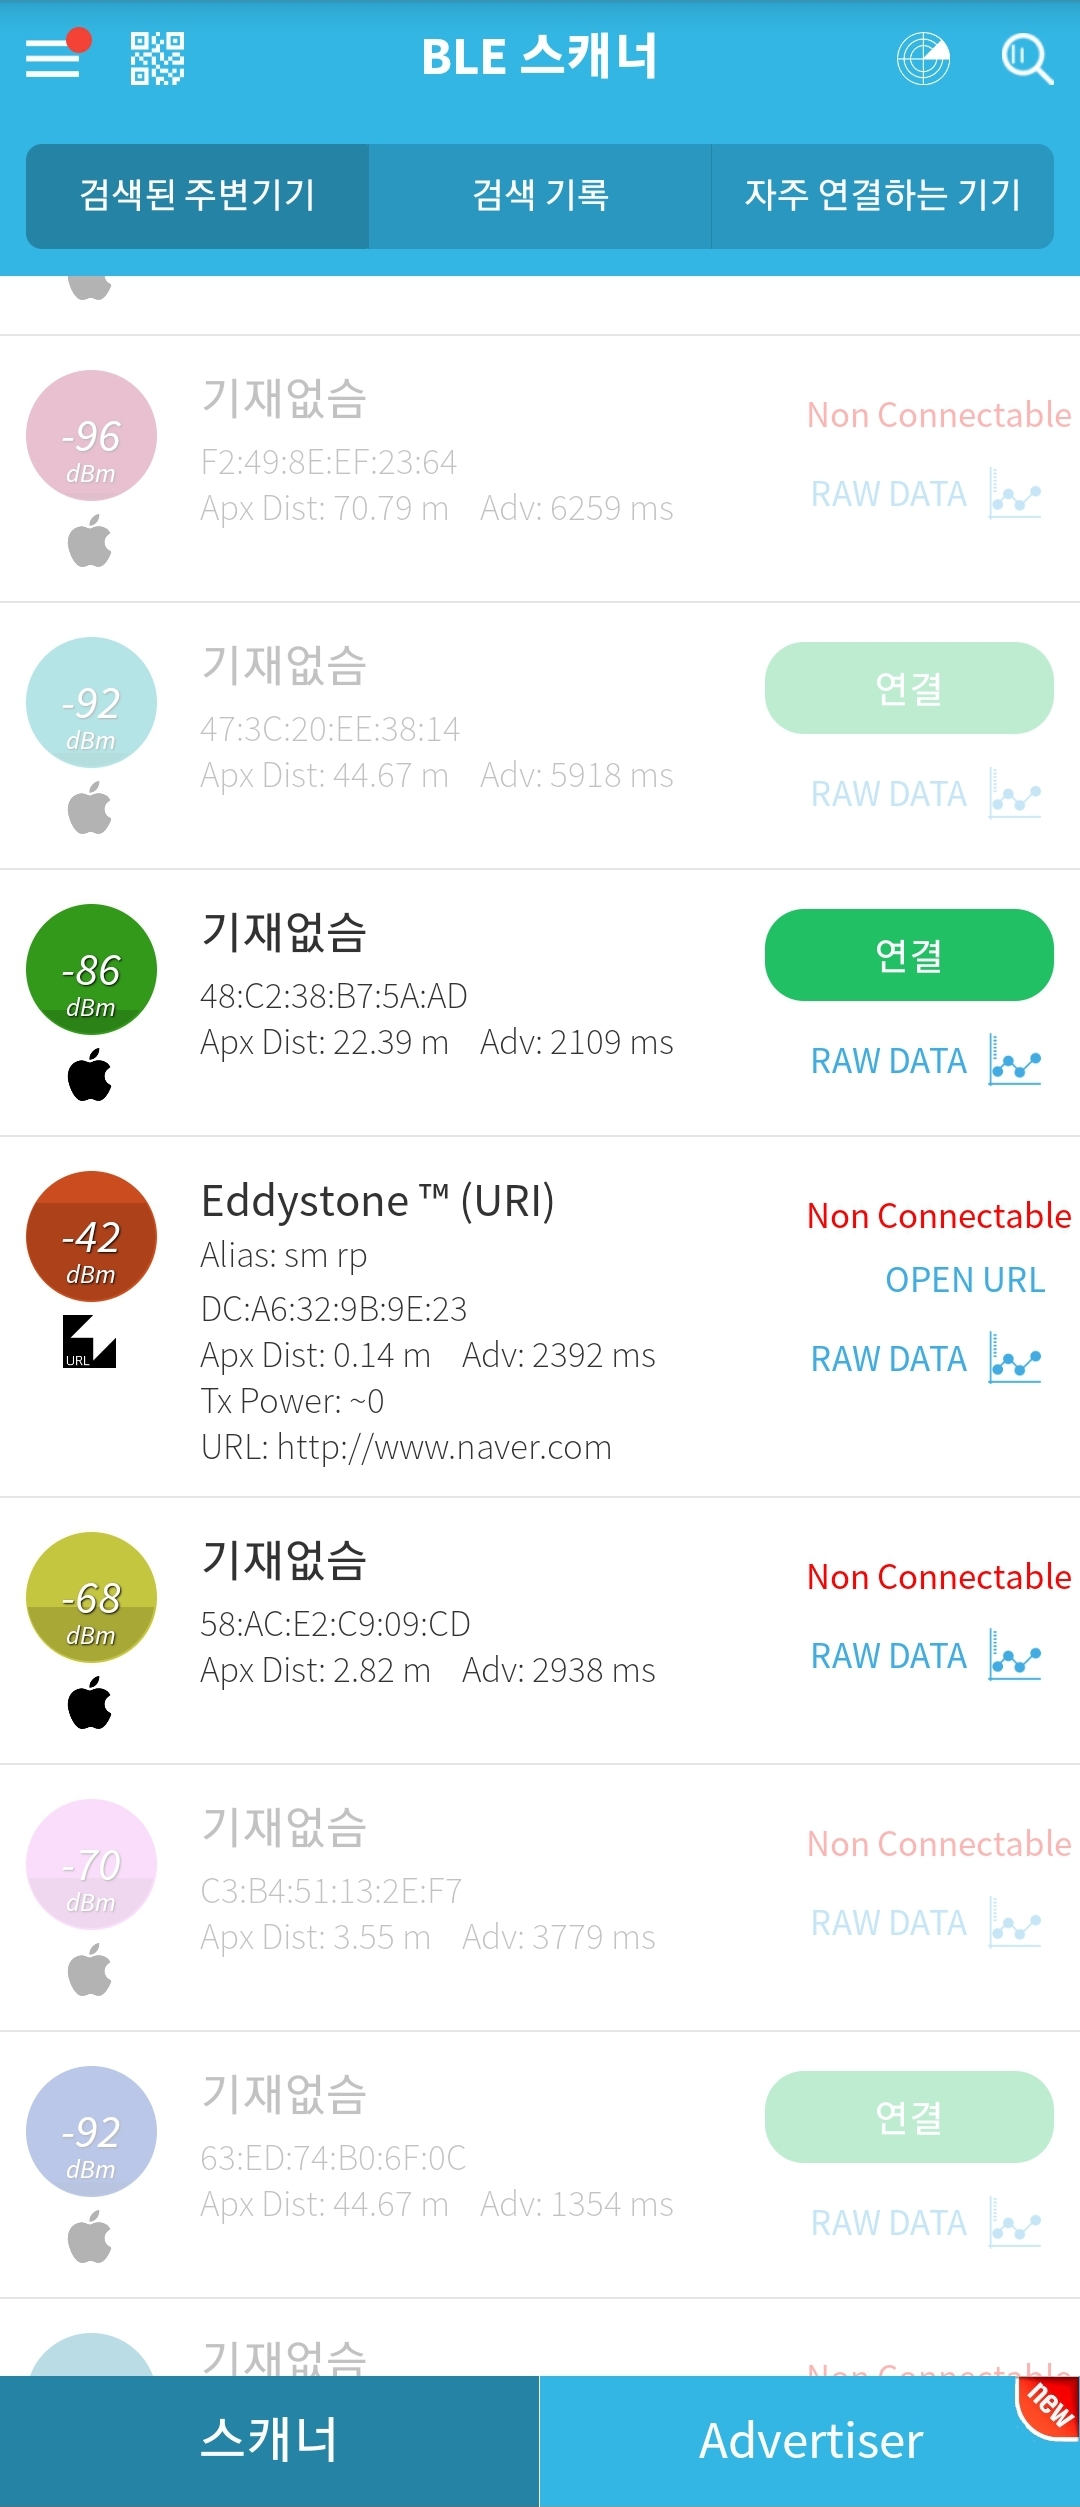 BLE 스캐너
검색된 주변기기
검색 기록
자주 연결하는 기기
-96
dBm
기재없슴
F2:49:8E:EF:23:64
Apx Dist: 70.79 m Adv: 6259 ms
Non Connectable
RAW DATA
-92
dBm
기재없슴
47:3C:20:EE:38:14
Apx Dist: 44.67 m Adv: 5918 ms
연결
RAW DATA
-86
dBm
기재없슴
48:C2:38:B7:5A:AD
Apx Dist: 22.39 m Adv: 2109 ms
연결
RAW DATA
-42
dBm
URL
Eddystone ™ (URI)
Alias: sm rp
DC:A6:32:9B:9E:23
Apx Dist: 0.14 m Adv: 2392 ms
Tx Power: ~0
URL: http://www.naver.com
Non Connectable
OPEN URL
RAW DATA
-68
dBm
기재없슴
58:AC:E2:C9:09:CD
Apx Dist: 2.82 m Adv: 2938 ms
Non Connectable
RAW DATA
-70
dBm
기재없슴
C3:B4:51:13:2E:F7
Apx Dist: 3.55 m Adv: 3779 ms
Non Connectable
RAW DATA
-92
dBm
기재없슴
63:ED:74:B0:6F:0C
Apx Dist: 44.67 m Adv: 1354 ms
연결
RAW DATA
기재없슴
Non Connectable
스캐너
Advertiser
new